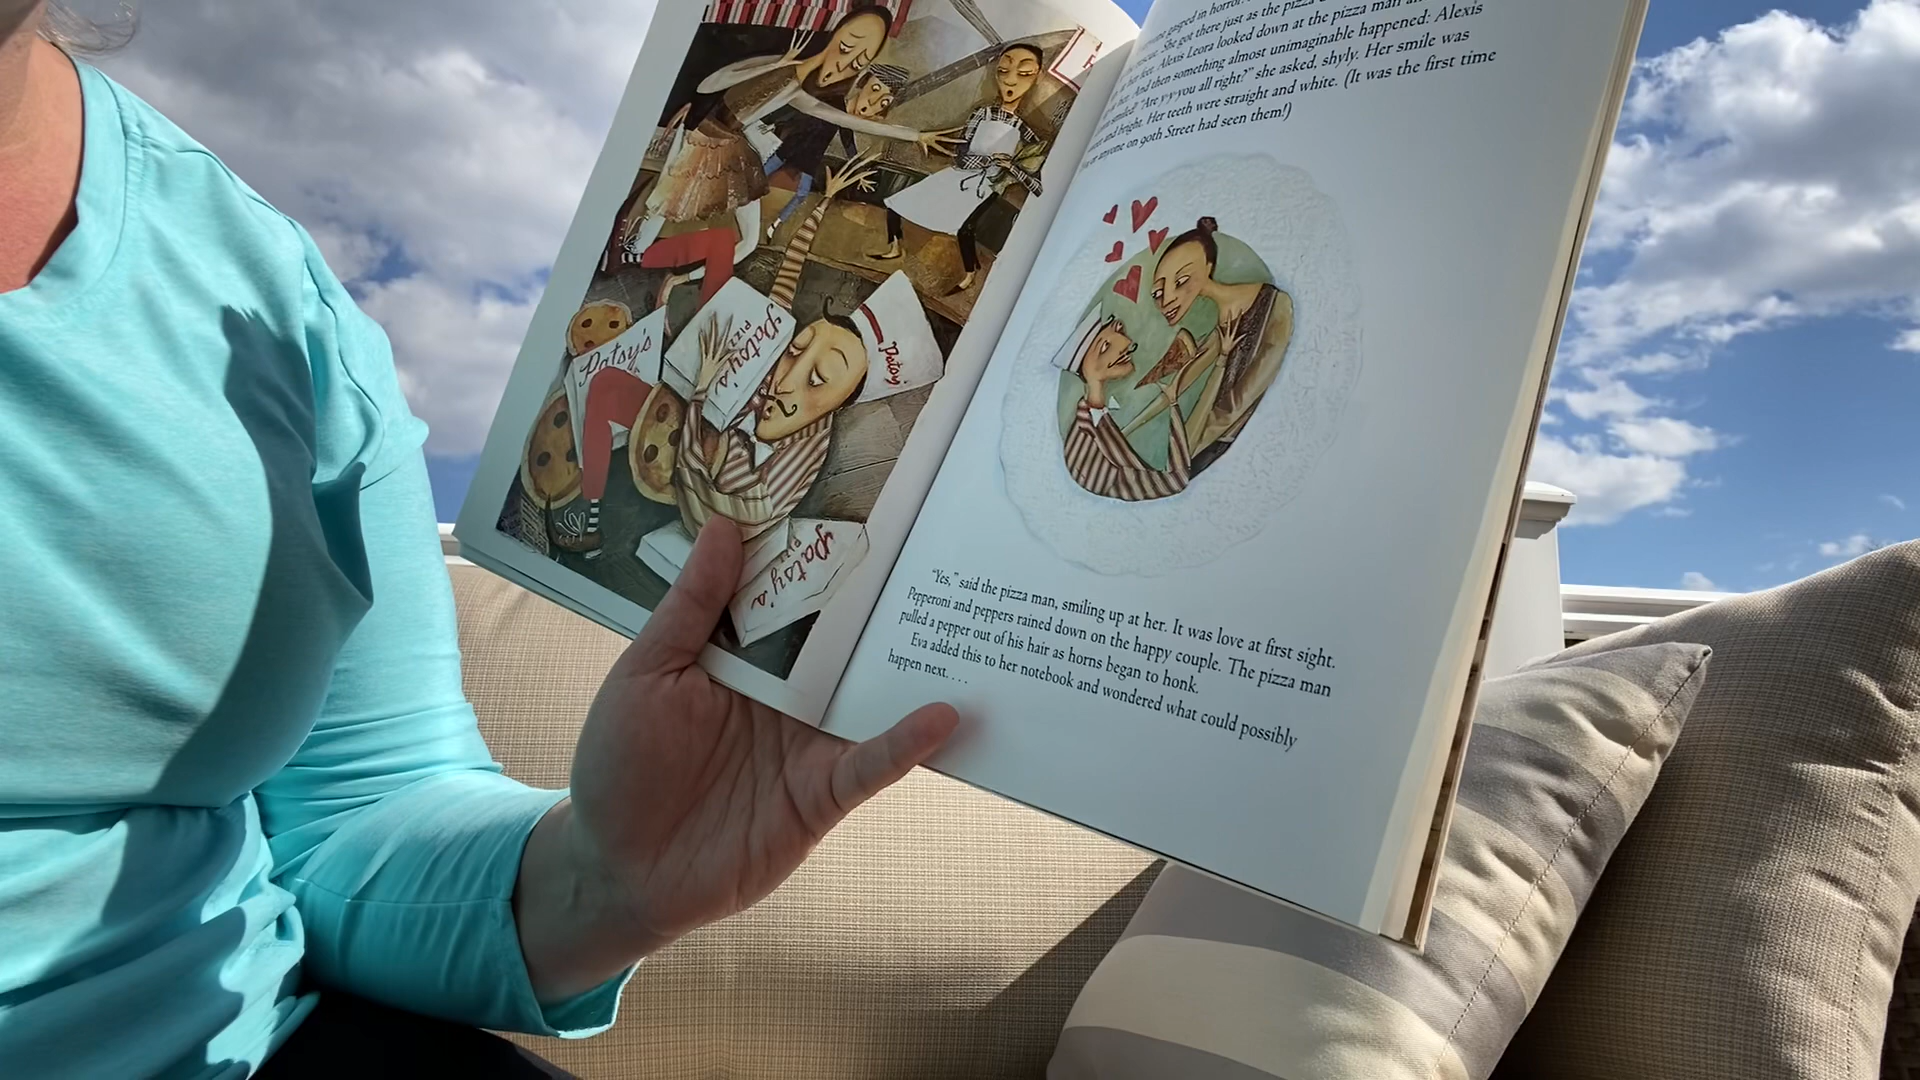 Patsy's
Patsy's
PIZZ
Patsy
Patsy's
PIZZ
gasped in horror.
She got there just as the pizza
feet. Alexis Leora looked down at the pizza man
her. And then something almost unimaginable happened: Alexis
smiled! "Are y-y-you all right?" she asked, shyly. Her smile was
and bright. Her teeth were straight and white. (It was the first time
or anyone on 90th Street had seen them!)
"Yes," said the pizza man, smiling up at her. It was love at first sight.
Pepperoni and peppers rained down on the happy couple. The pizza man
pulled a pepper out of his hair as horns began to honk.
Eva added this to her notebook and wondered what could possibly
happen next. . . .